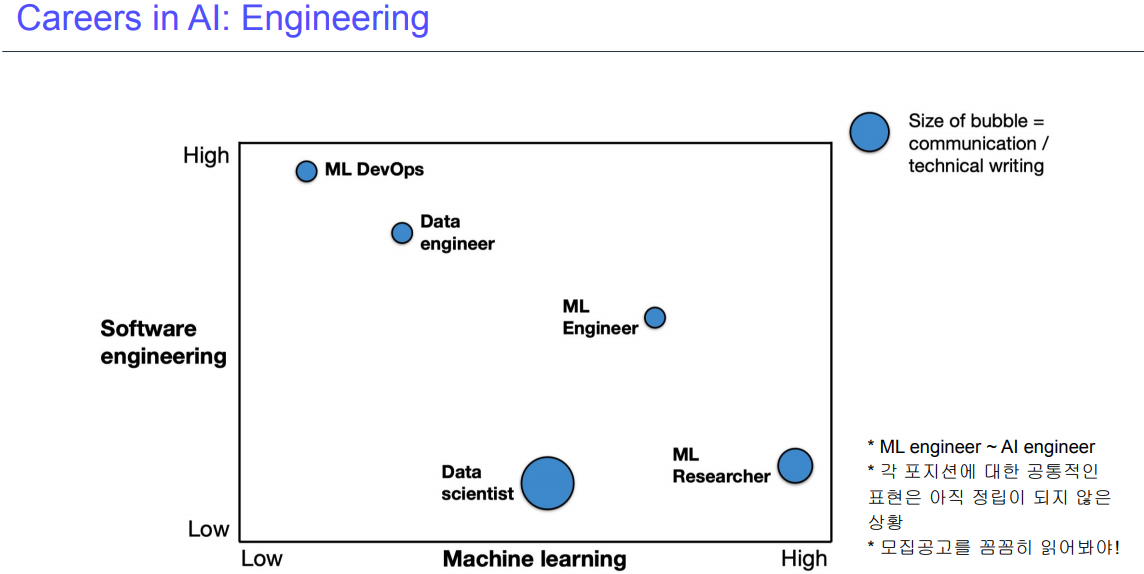 Careers in AI: Engineering
Size of bubble =
communication /
technical writing
High
ML DevOps
Data
engineer
ML
Engineer
Software
engineering
Data
scientist
ML
Researcher
Low
Low
Machine learning
High
* ML engineer ~ AI engineer
* 각 포지션에 대한 공통적인
표현은 아직 정립이 되지 않은
상황
* 모집공고를 꼼꼼히 읽어봐야!